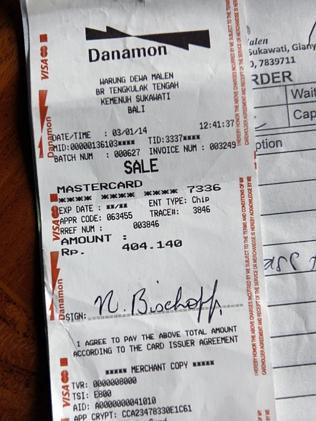 Danamon
WARUNG DEWA MALEN
BR TENGKULAK TENGAH
KEMENUH SUKAWATI
BALI
DATE/TIME : 03/01/14 12:41:37
MID:00000136103**** TID:3337****
BATCH NUM : 000627 INVOICE NUM : 003249
SALE
MASTERCARD
**** **** **** 7336
EXP DATE : **/** ENT TYPE: Chip
APPR CODE: 063455 TRACE#: 3846
RREF NUM : 003846
AMOUNT :
RP. 404.140
SIGN: N. Bischoff
I AGREE TO PAY THE ABOVE TOTAL AMOUNT
ACCORDING TO THE CARD ISSUER AGREEMENT
***** MERCHANT COPY *****
TVR: 0000008000
TSI: E800
AID: A0000000041010
APP CRYPT: CCA23478330E1C61
VISA
Danamon
VISA
Danamon
VISA
alen
Sukawati, Giany
0, 7839711
RDER
Wait
Cap
ption